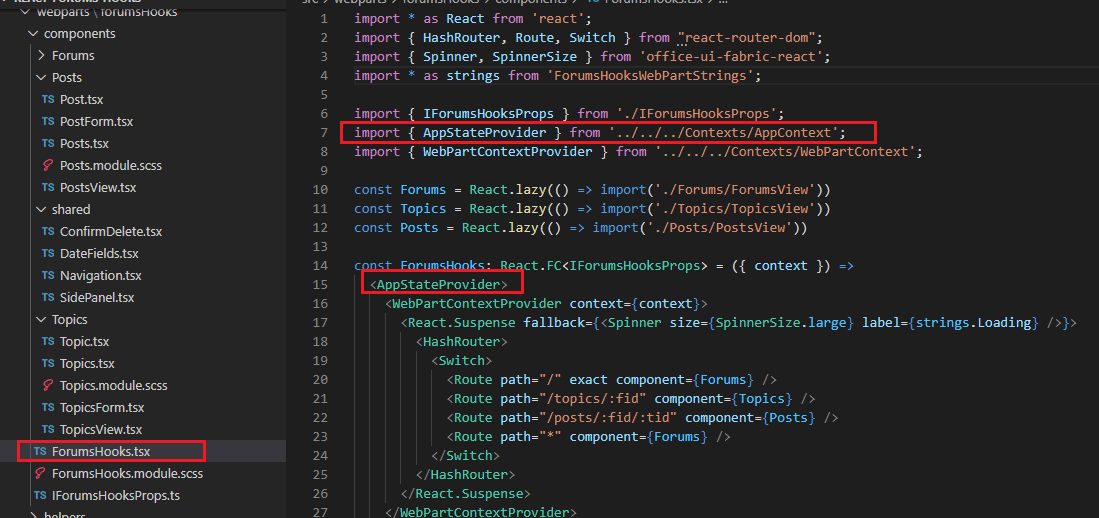 REACT FORUMS HOOKS
webparts \ forumsHooks
components
Forums
Posts
TS Post.tsx
TS PostForm.tsx
TS Posts.tsx
Posts.module.scss
TS PostsView.tsx
shared
TS ConfirmDelete.tsx
TS DateFields.tsx
TS Navigation.tsx
TS SidePanel.tsx
Topics
TS Topic.tsx
TS Topics.tsx
Topics.module.scss
TS TopicsForm.tsx
TS TopicsView.tsx
TS ForumsHooks.tsx
ForumsHooks.module.scss
TS IForumsHooksProps.ts
helpers
src > webparts > forumsHooks > components > ForumsHooks.tsx > ...
1 import * as React from 'react';
2 import { HashRouter, Route, Switch } from "react-router-dom";
3 import { Spinner, SpinnerSize } from 'office-ui-fabric-react';
4 import * as strings from 'ForumsHooksWebPartStrings';
5
6 import { IForumsHooksProps } from './IForumsHooksProps';
7 import { AppStateProvider } from '../../../Contexts/AppContext';
8 import { WebPartContextProvider } from '../../../Contexts/WebPartContext';
9
10 const Forums = React.lazy(() => import('./Forums/ForumsView'))
11 const Topics = React.lazy(() => import('./Topics/TopicsView'))
12 const Posts = React.lazy(() => import('./Posts/PostsView'))
13
14 const ForumsHooks: React.FC<IForumsHooksProps> = ({ context }) =>
15 <AppStateProvider>
16 <WebPartContextProvider context={context}>
17 <React.Suspense fallback={<Spinner size={SpinnerSize.large} label={strings.Loading} />}>
18 <HashRouter>
19 <Switch>
20 <Route path="/" exact component={Forums} />
21 <Route path="/topics/:fid" component={Topics} />
22 <Route path="/posts/:fid/:tid" component={Posts} />
23 <Route path="*" component={Forums} />
24 </Switch>
25 </HashRouter>
26 </React.Suspense>
27 </WebPartContextProvider>